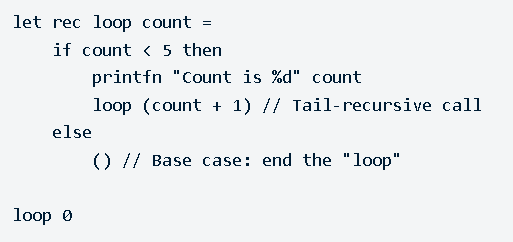 let rec loop count =
    if count < 5 then
        printfn "Count is %d" count
        loop (count + 1) // Tail-recursive call
    else
        () // Base case: end the "loop"

loop 0